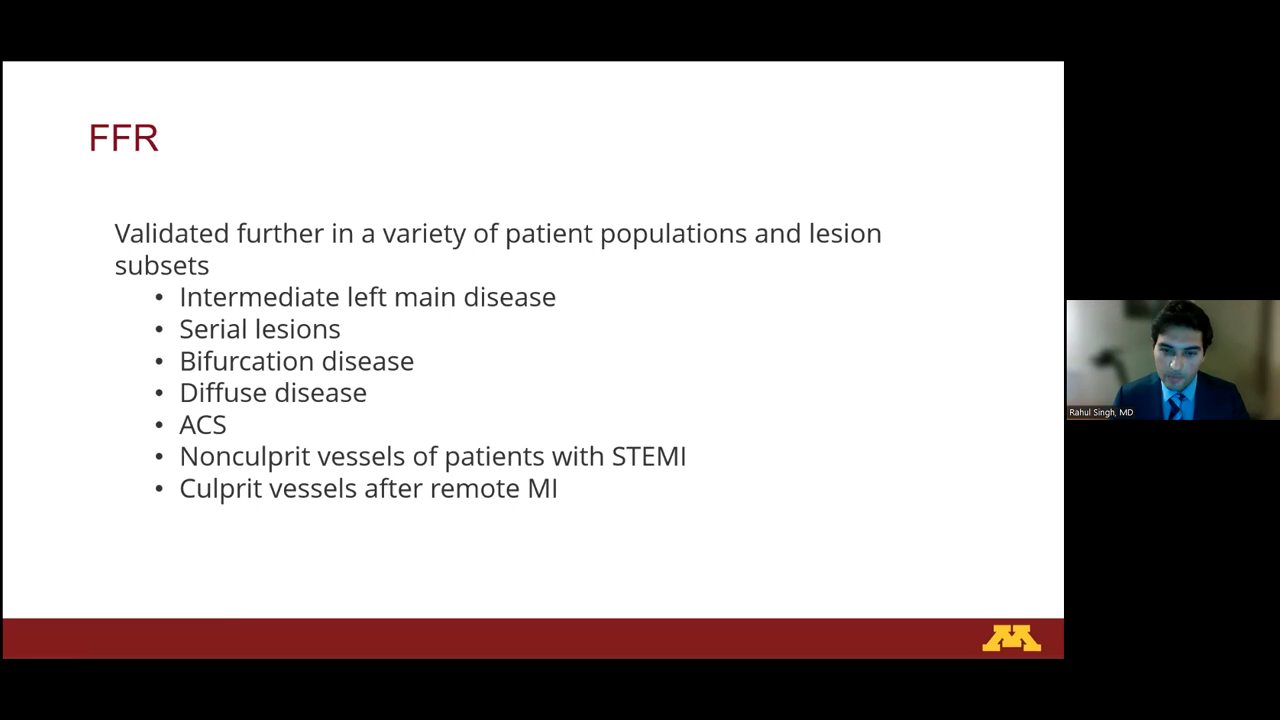 FFR
Validated further in a variety of patient populations and lesion
subsets
• Intermediate left main disease
• Serial lesions
• Bifurcation disease
• Diffuse disease
• ACS
• Nonculprit vessels of patients with STEMI
• Culprit vessels after remote MI
Rahul Singh, MD
M